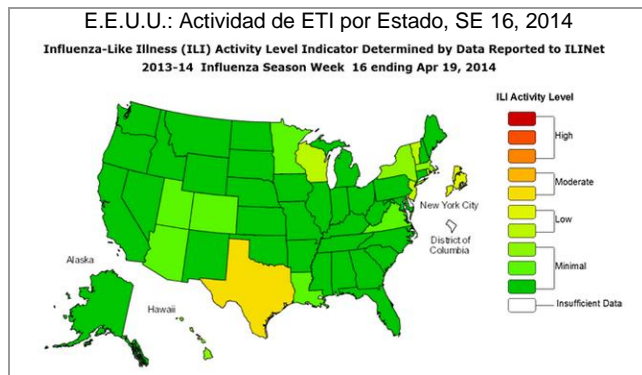 E.E.U.U.: Actividad de ETI por Estado, SE 16, 2014
Influenza-Like Illness (ILI) Activity Level Indicator Determined by Data Reported to ILINet
2013-14 Influenza Season Week 16 ending Apr 19, 2014
ILI Activity Level
High
Moderate
New York City
Low
District of
Columbia
Alaska
Minimal
Hawaii
Insufficient Data